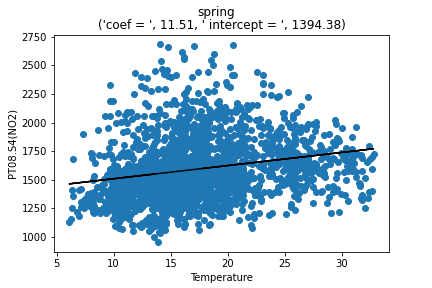 spring
('coef = ', 11.51, ' intercept = ', 1394.38)
2750
2500
2250
2000
1750
1500
1250
1000
PT08.S4(NO2)
5 10 15 20 25 30
Temperature